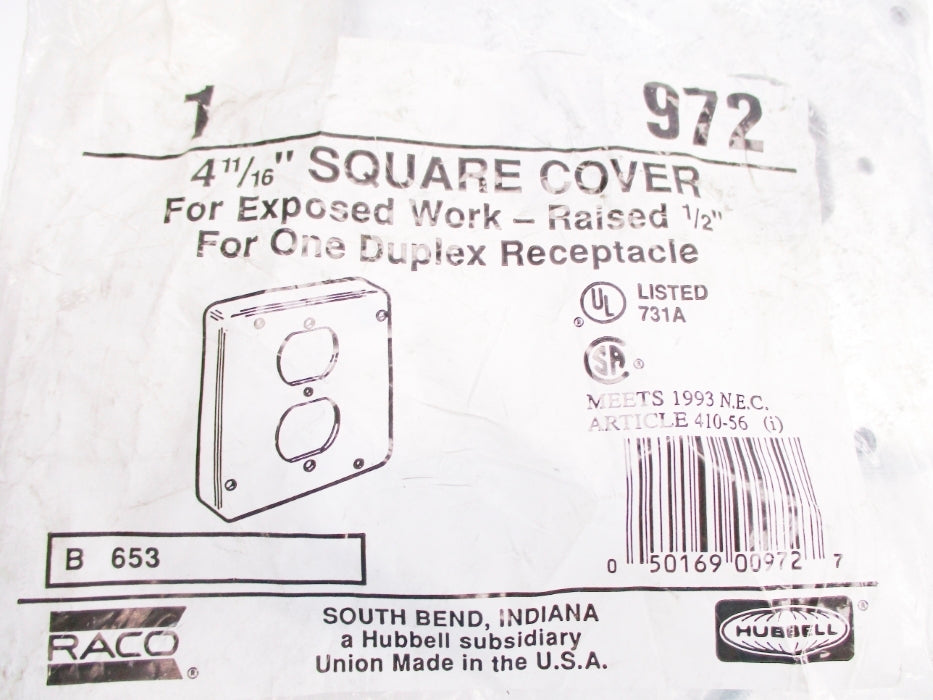 1 972
4 11/16" SQUARE COVER
For Exposed Work – Raised 1/2"
For One Duplex Receptacle
UL ® LISTED
731A
SA ®
MEETS 1993 N.E.C.
ARTICLE 410-56 (i)
0 50169 00972 7
B 653
RACO ®
SOUTH BEND, INDIANA
a Hubbell subsidiary
Union Made in the U.S.A.
HUBBELL ®